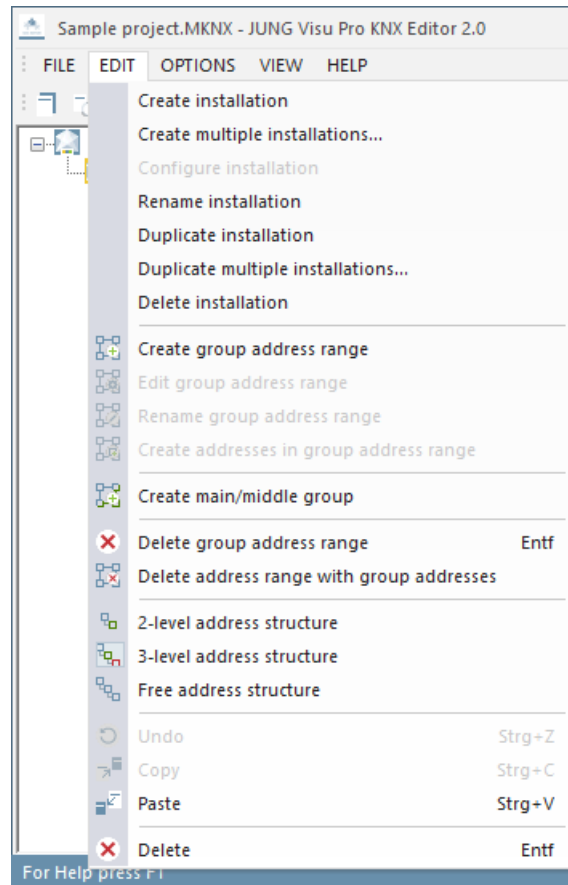 Sample project.MKNX - JUNG Visu Pro KNX Editor 2.0
FILE EDIT OPTIONS VIEW HELP
Create installation
Create multiple installations...
Configure installation
Rename installation
Duplicate installation
Duplicate multiple installations...
Delete installation
Create group address range
Edit group address range
Rename group address range
Create addresses in group address range
Create main/middle group
Delete group address range Entf
Delete address range with group addresses
2-level address structure
3-level address structure
Free address structure
Undo Strg+Z
Copy Strg+C
Paste Strg+V
Delete Entf
For Help press F1